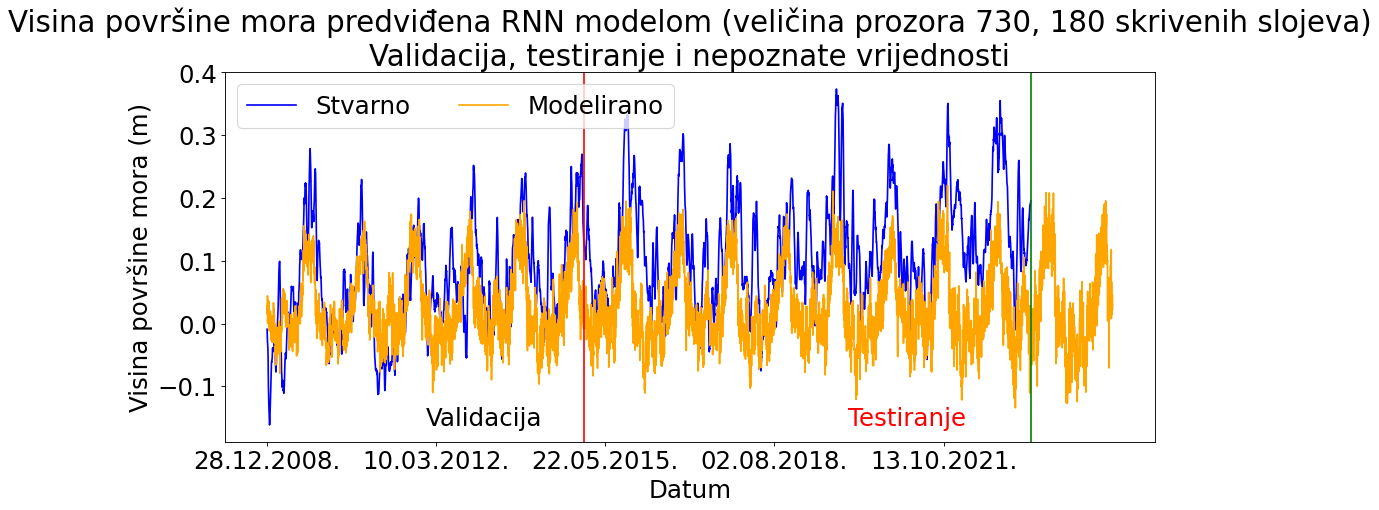 Visina površine mora predviđena RNN modelom (veličina prozora 730, 180 skrivenih slojeva)
Validacija, testiranje i nepoznate vrijednosti
Stvarno Modelirano
Visina površine mora (m)
0.4
0.3
0.2
0.1
0.0
−0.1
Validacija
Testiranje
28.12.2008. 10.03.2012. 22.05.2015. 02.08.2018. 13.10.2021.
Datum